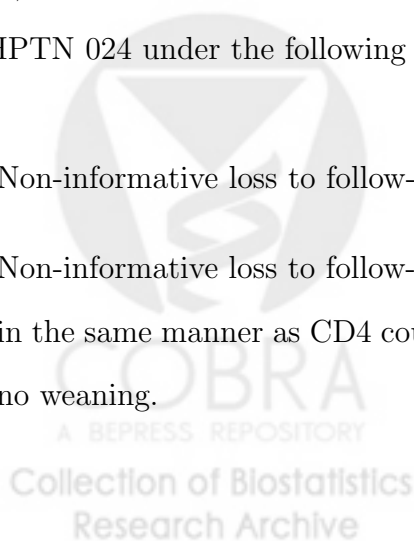 HPTN 024 under the following
Non-informative loss to follow-
Non-informative loss to follow-
in the same manner as CD4 cou
no weaning.
COBRA
A BEPRESS REPOSITORY
Collection of Biostatistics
Research Archive